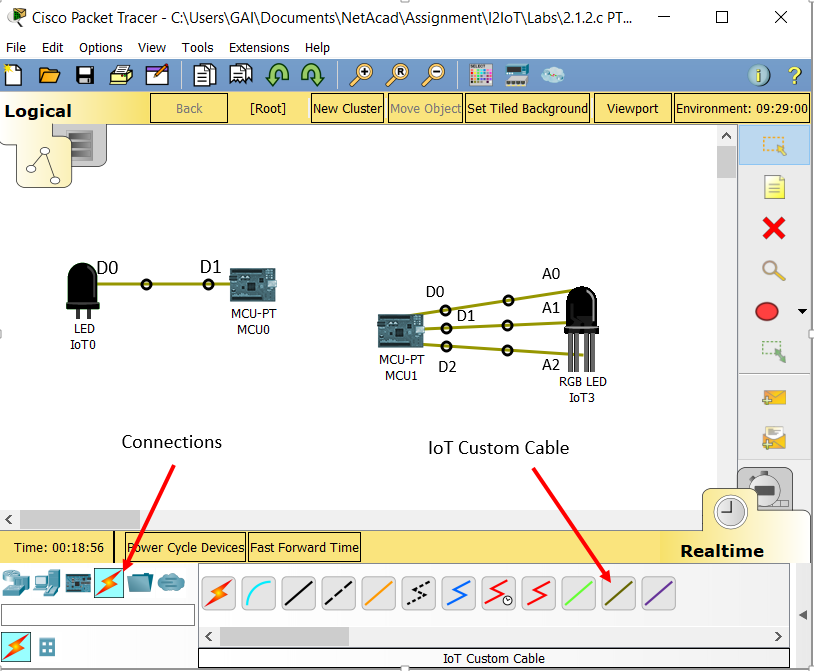 Cisco Packet Tracer - C:\Users\GAI\Documents\NetAcad\Assignment\I2IoT\Labs\2.1.2.c PT...
File Edit Options View Tools Extensions Help
Logical Back [Root] New Cluster Move Object Set Tiled Background Viewport Environment: 09:29:00
D0 D1
LED
IoT0
MCU-PT
MCU0
D0 A0
D1 A1
D2 A2
MCU-PT
MCU1
RGB LED
IoT3
Connections
IoT Custom Cable
Time: 00:18:56 Power Cycle Devices Fast Forward Time
Realtime
IoT Custom Cable